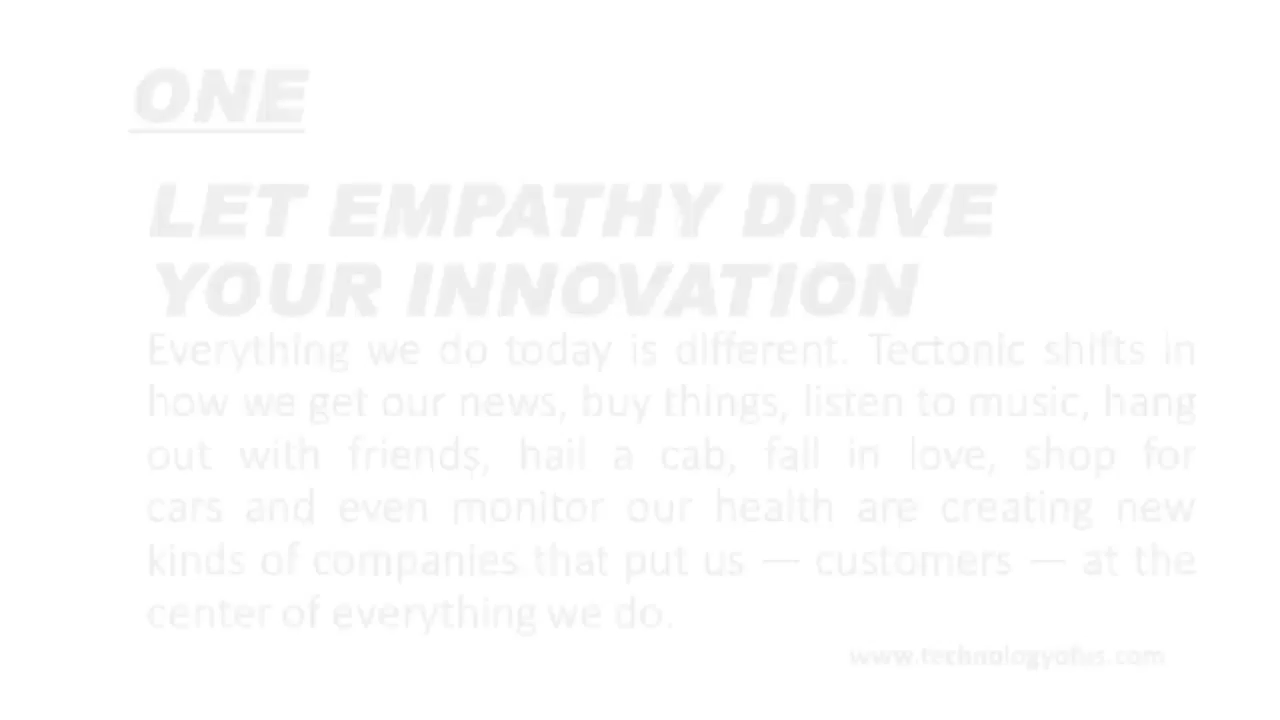 ONE
LET EMPATHY DRIVE
YOUR INNOVATION
Everything we do today is different. Tectonic shifts in
how we get our news, buy things, listen to music, hang
out with friends, hail a cab, fall in love, shop for
cars and even monitor our health are creating new
kinds of companies that put us — customers — at the
center of everything we do.
www.technologyofus.com